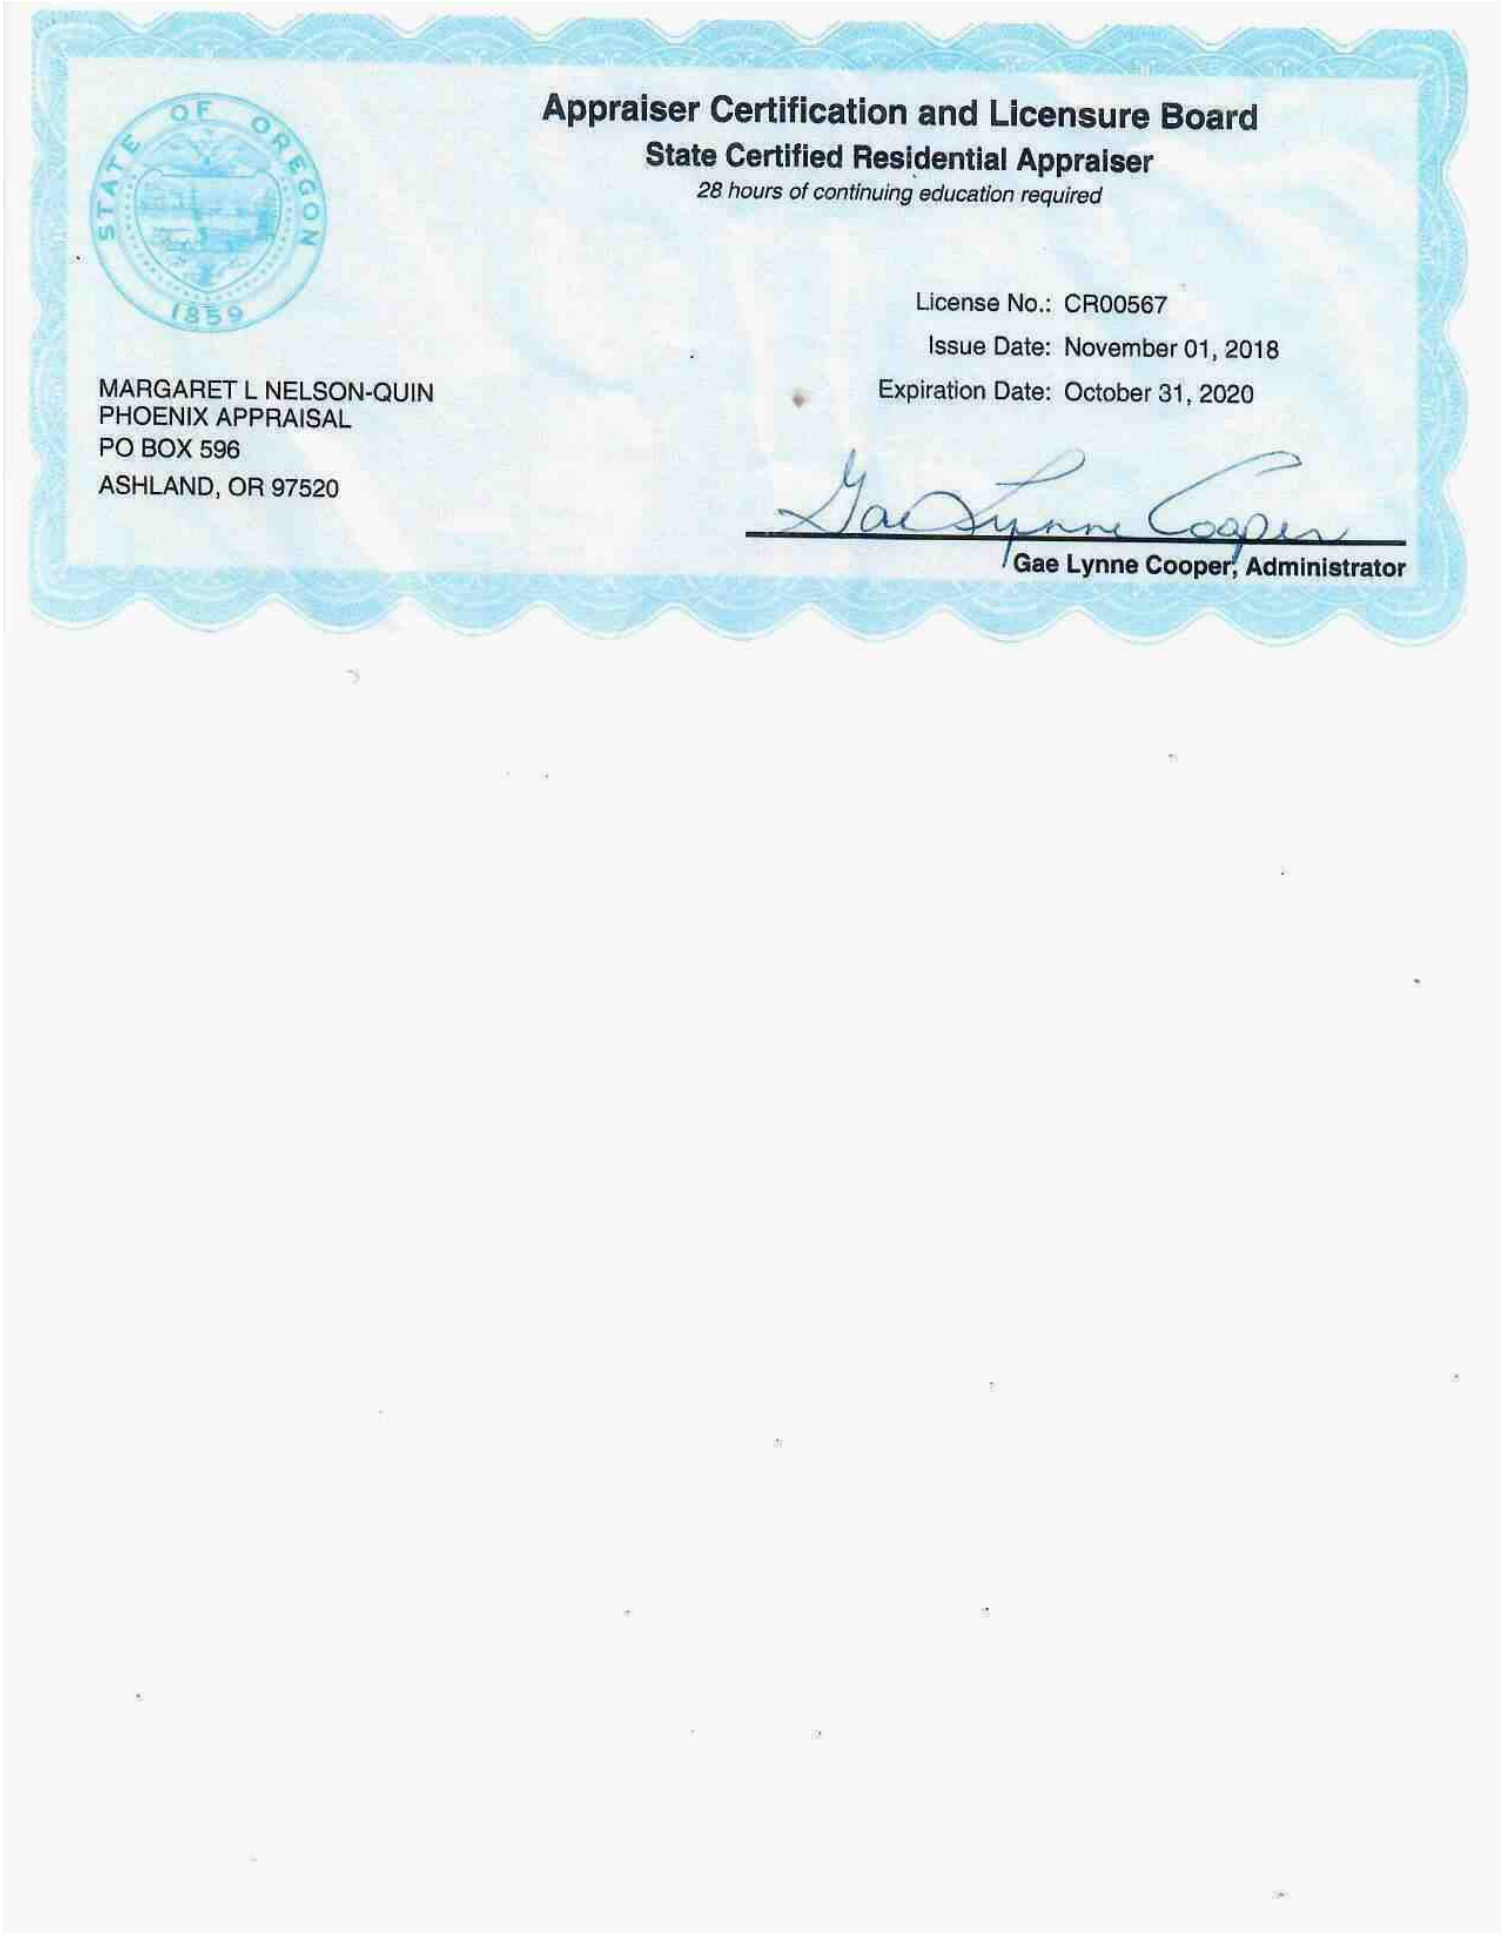 STATE OF OREGON
1859
Appraiser Certification and Licensure Board
State Certified Residential Appraiser
28 hours of continuing education required
License No.: CR00567
Issue Date: November 01, 2018
Expiration Date: October 31, 2020
MARGARET L NELSON-QUIN
PHOENIX APPRAISAL
PO BOX 596
ASHLAND, OR 97520
Gae Lynne Cooper
Gae Lynne Cooper, Administrator